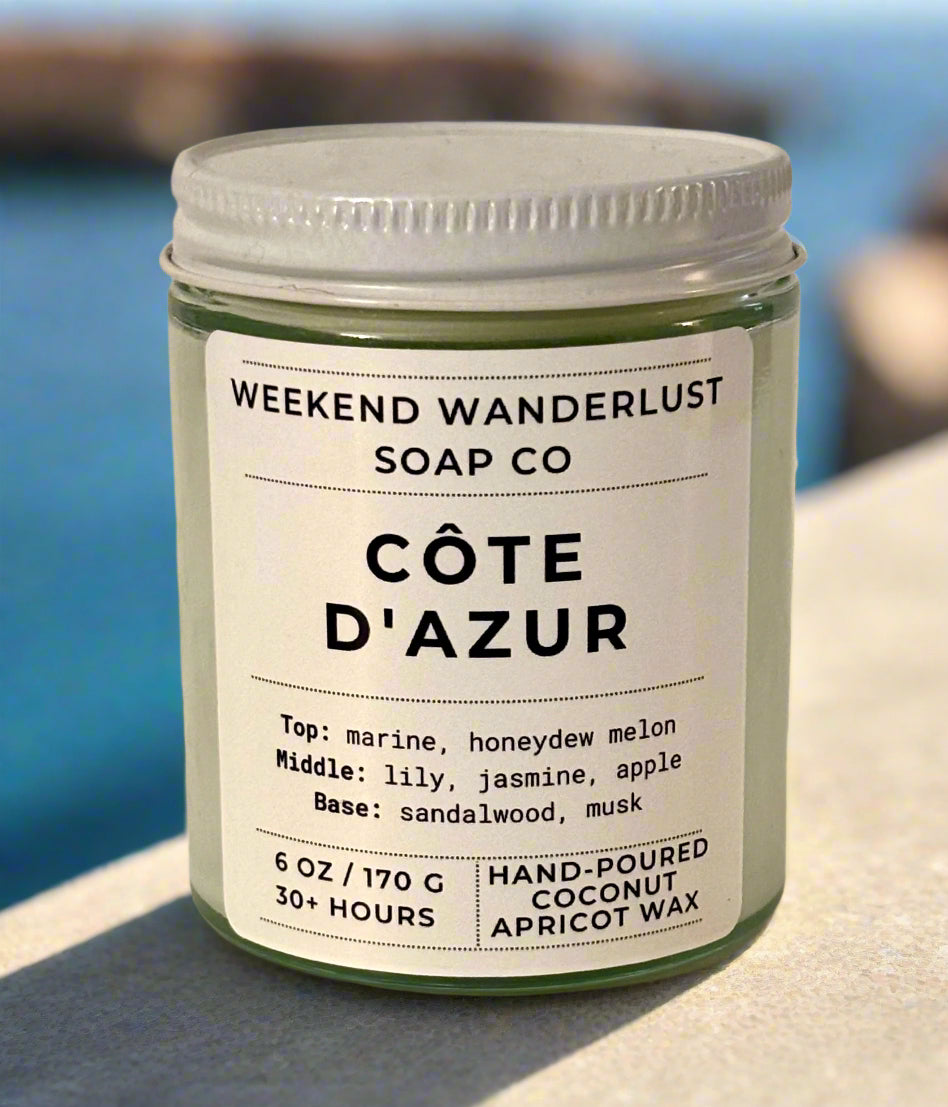 WEEKEND WANDERLUST
SOAP CO
CÔTE
D'AZUR
Top: marine, honeydew melon
Middle: lily, jasmine, apple
Base: sandalwood, musk
6 OZ / 170 G
30+ HOURS
HAND-POURED
COCONUT
APRICOT WAX